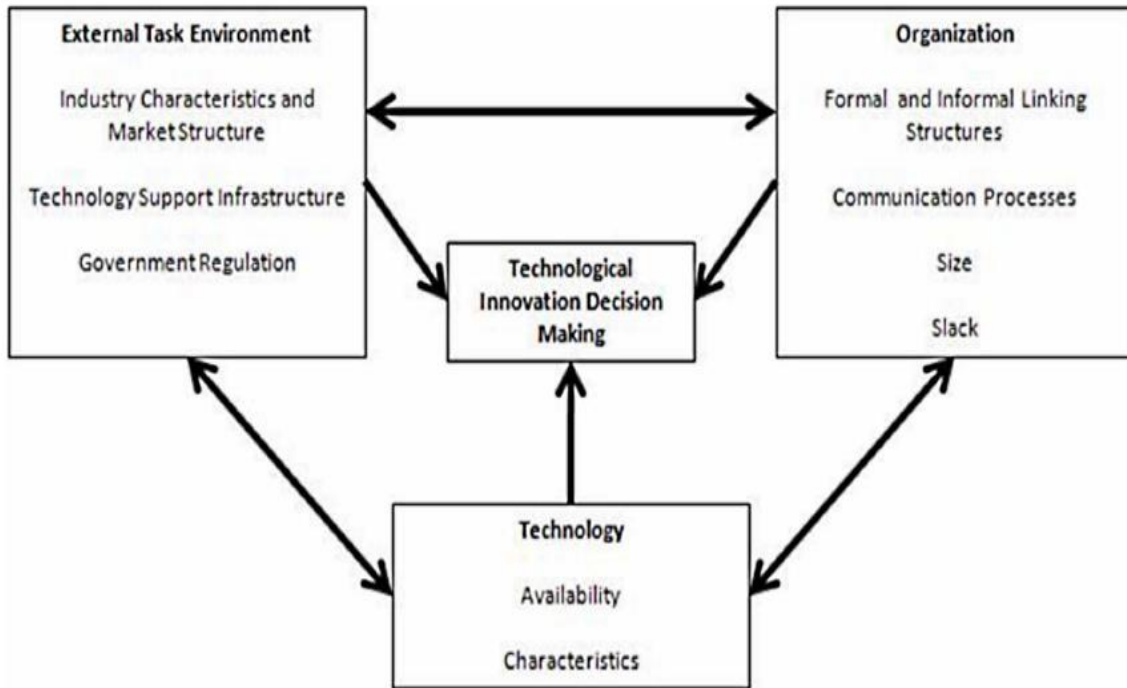 External Task Environment
Industry Characteristics and
Market Structure
Technology Support Infrastructure
Government Regulation
Organization
Formal and Informal Linking
Structures
Communication Processes
Size
Slack
Technological
Innovation Decision
Making
Technology
Availability
Characteristics